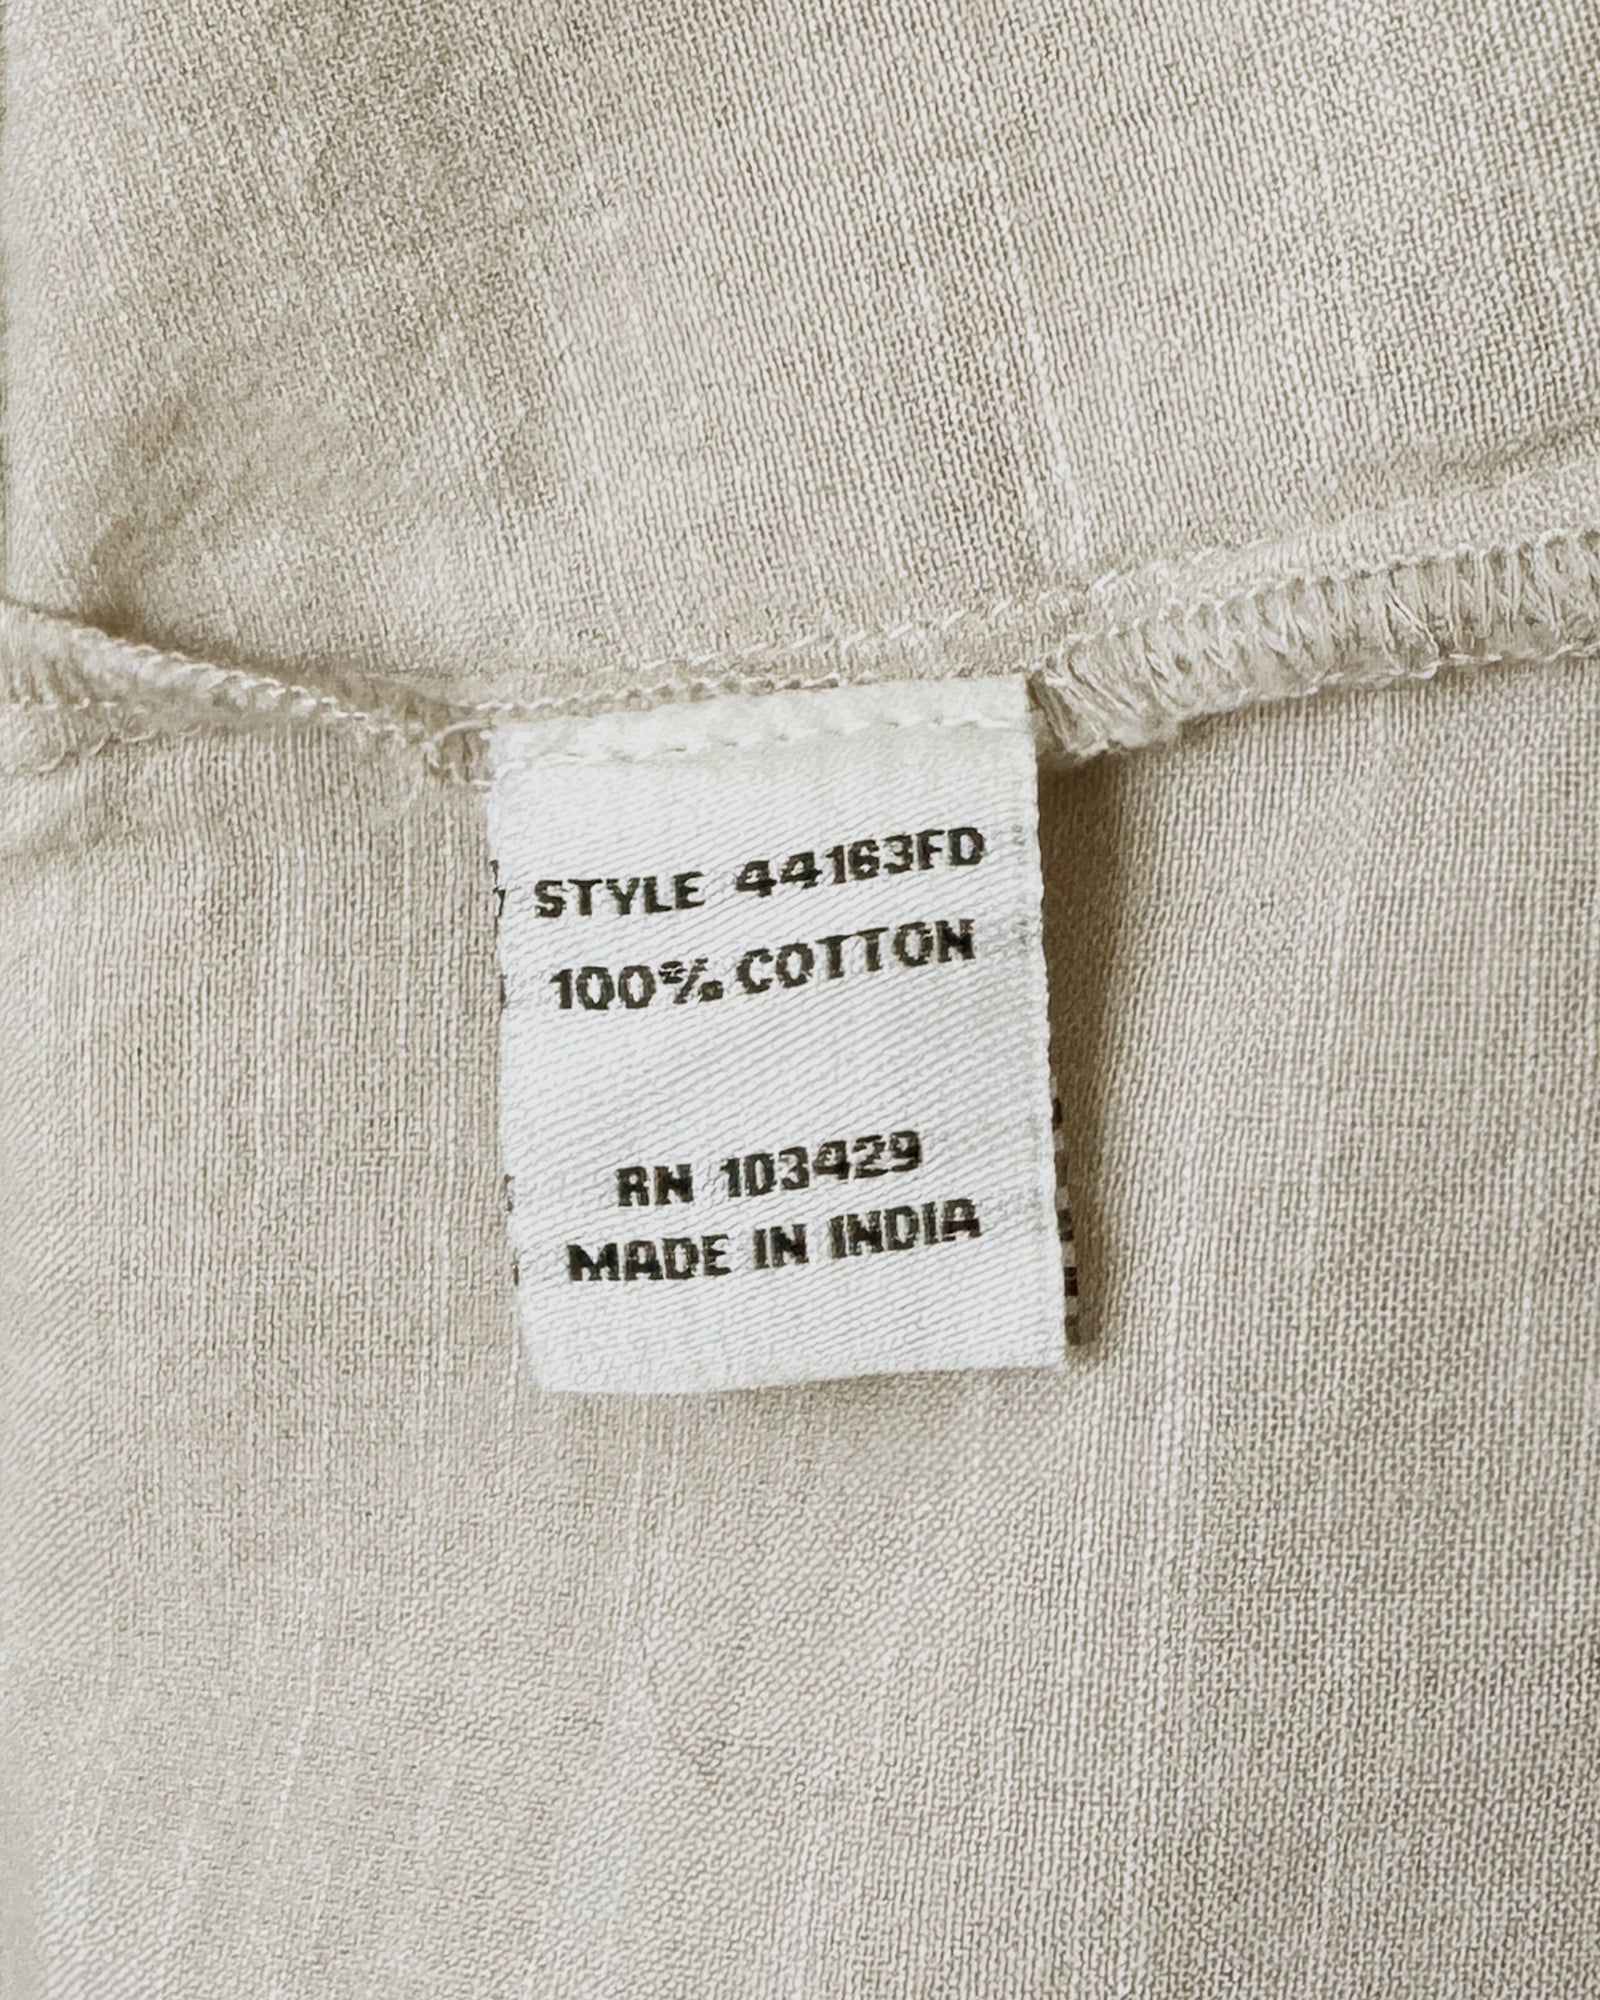 STYLE 44163FD
100% COTTON
RN 103429
MADE IN INDIA